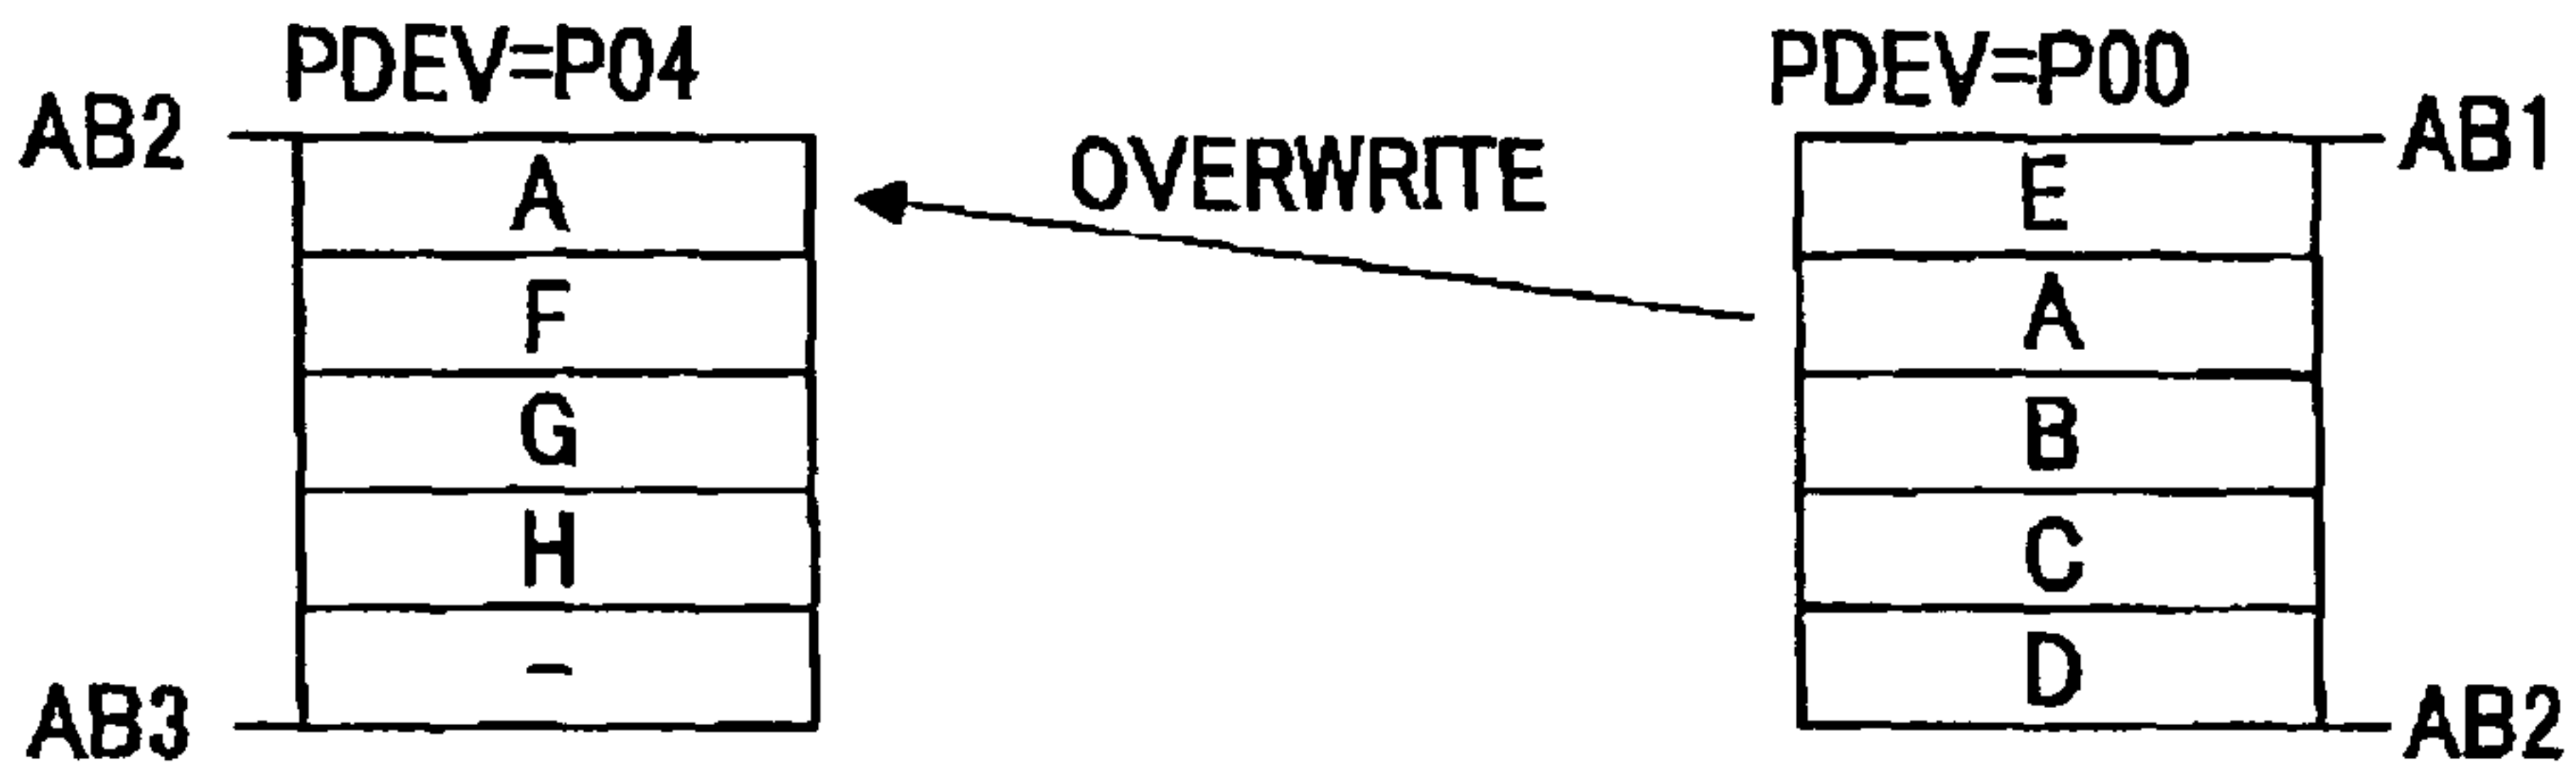 PDEV=P04
AB2
A
F
G
H
–
AB3
OVERWRITE
PDEV=P00
AB1
E
A
B
C
D
AB2